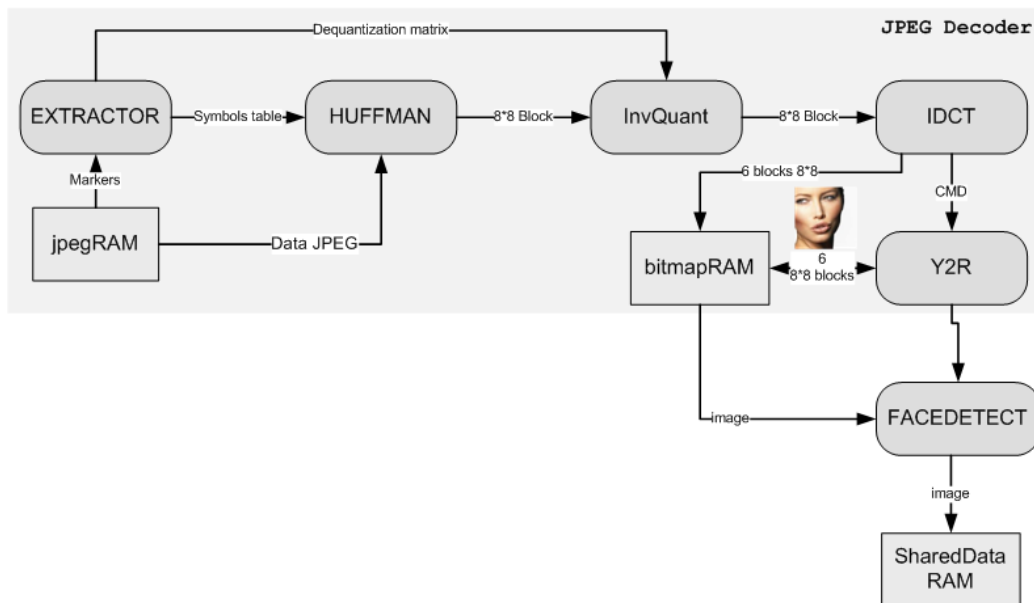 JPEG Decoder
Dequantization matrix
EXTRACTOR
Symbols table
HUFFMAN
8*8 Block
InvQuant
8*8 Block
IDCT
Markers
6 blocks 8*8
CMD
jpegRAM
Data JPEG
bitmapRAM
6
8*8 blocks
Y2R
image
FACEDETECT
image
SharedData
RAM